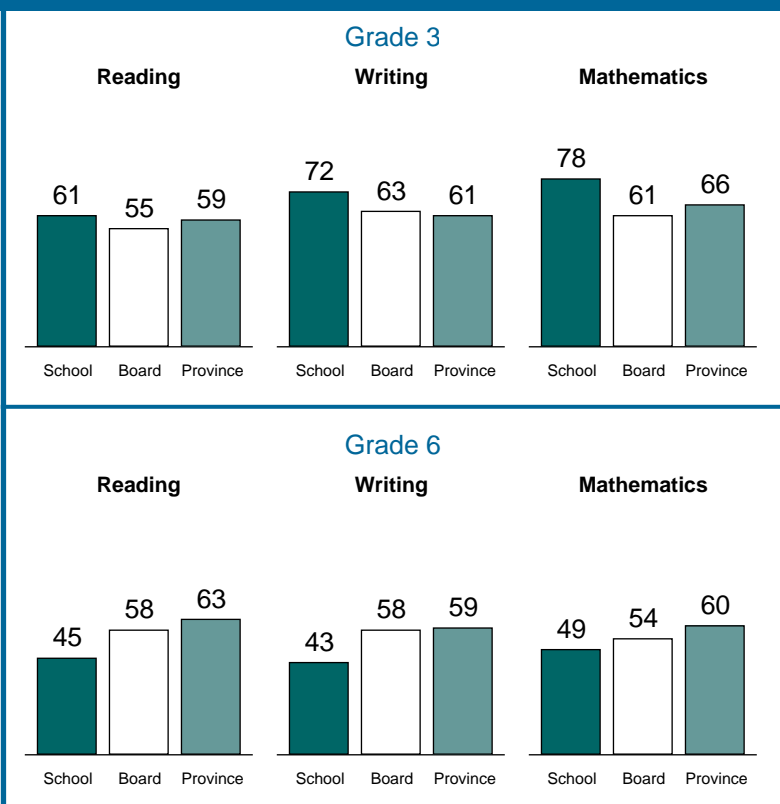 Grade 3
Reading Writing Mathematics
61 55 59 72 63 61 78 61 66
School Board Province School Board Province School Board Province
Grade 6
Reading Writing Mathematics
45 58 63 43 58 59 49 54 60
School Board Province School Board Province School Board Province